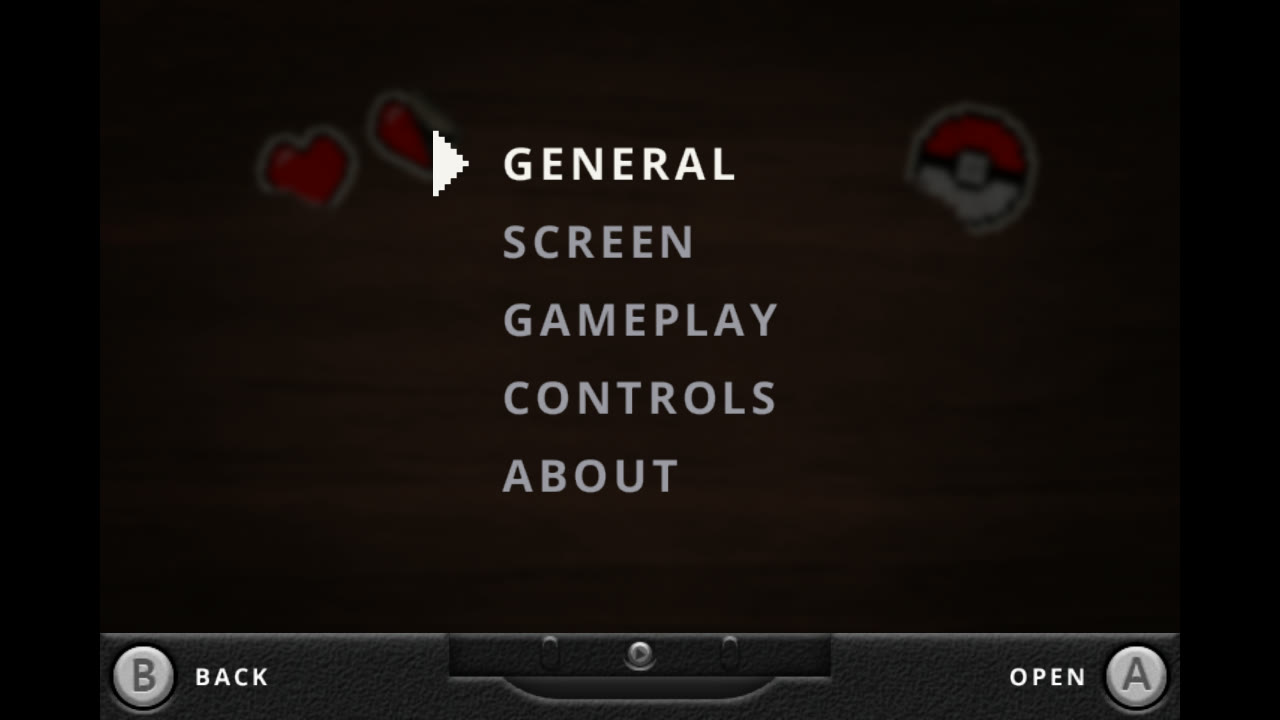 GENERAL
SCREEN
GAMEPLAY
CONTROLS
ABOUT
B BACK
OPEN A